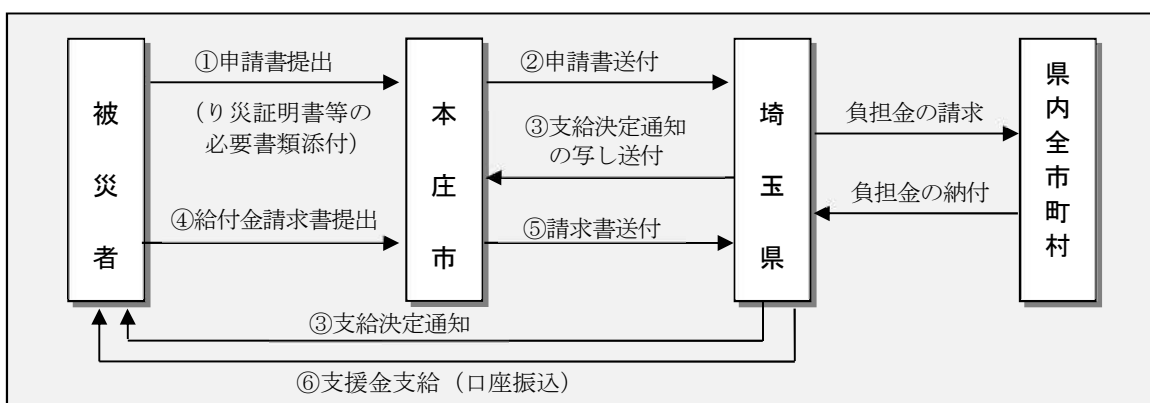 ①申請書提出
(り災証明書等の
必要書類添付)
④給付金請求書提出
被災者
本庄市
②申請書送付
③支給決定通知
の写し送付
⑤請求書送付
埼玉県
負担金の請求
負担金の納付
県内全市町村
③支給決定通知
⑥支援金支給(口座振込)